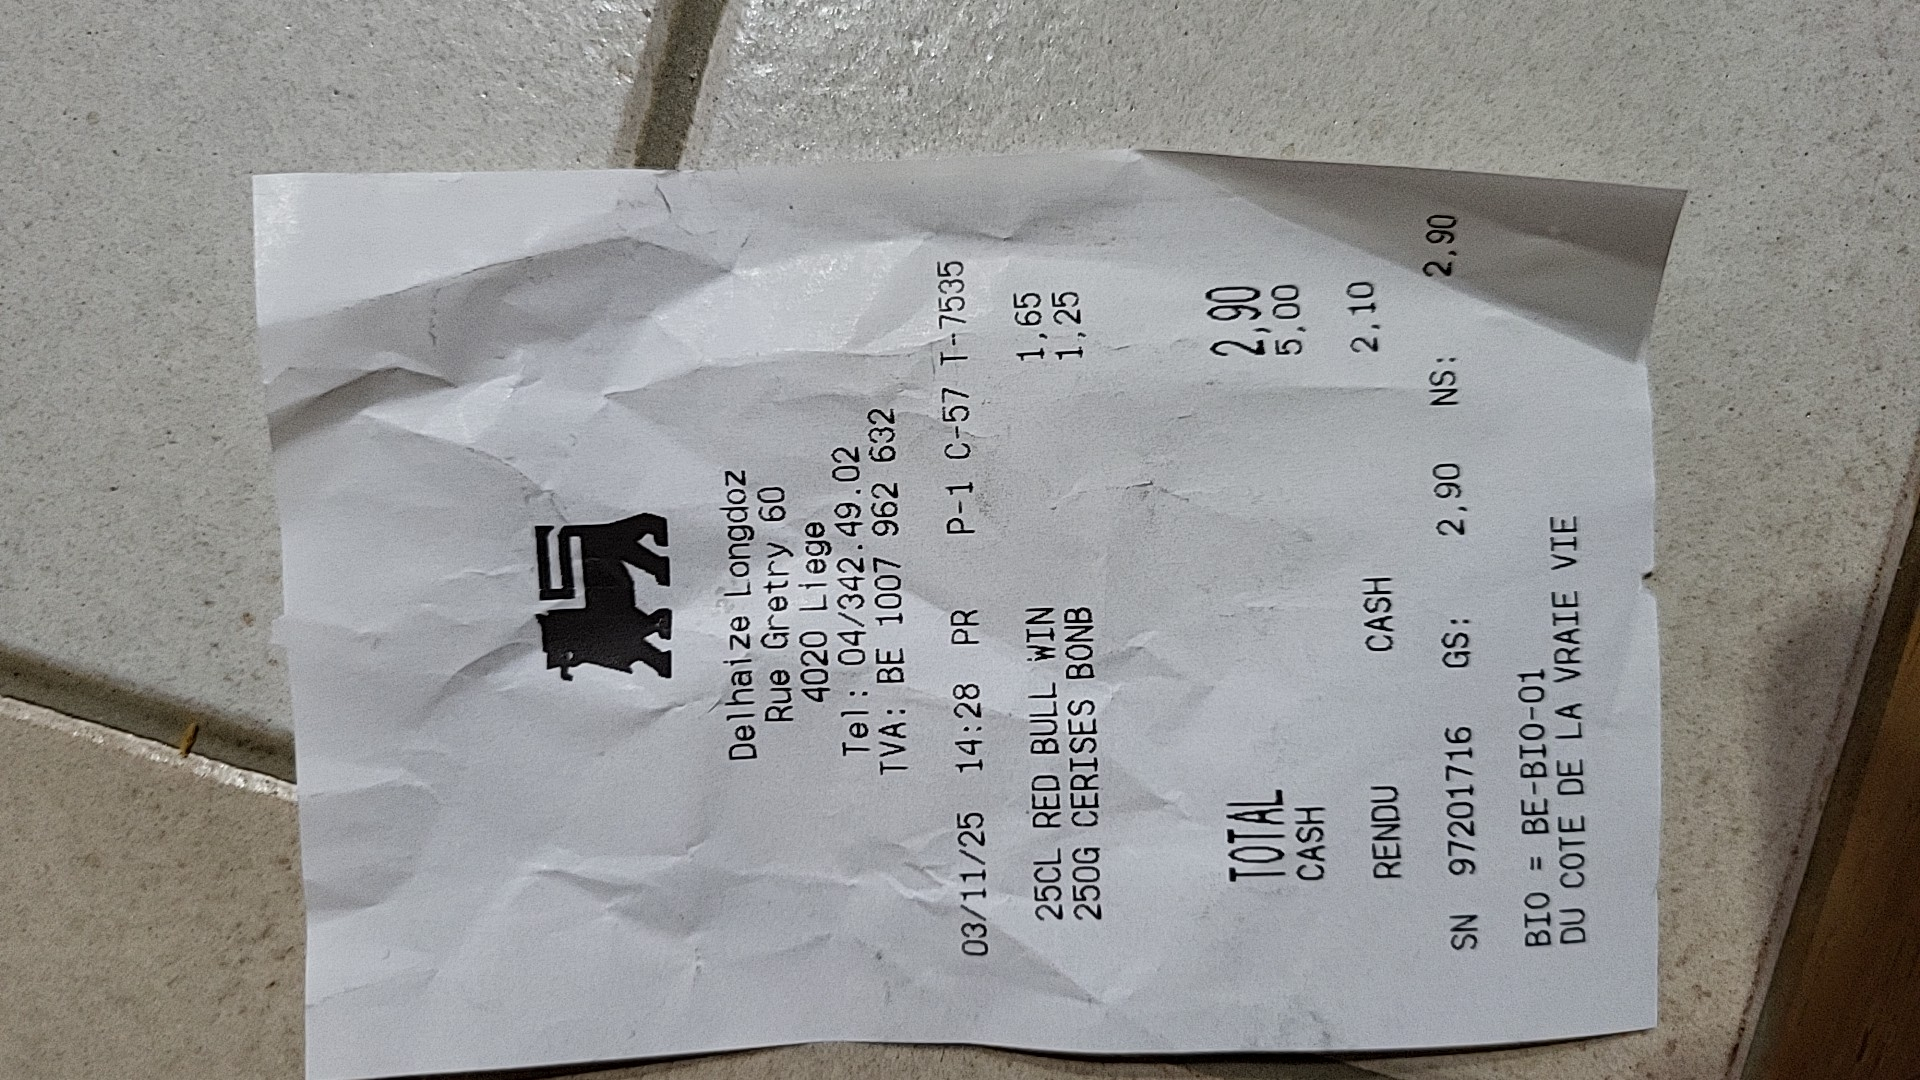 Delhaize Longdoz
Rue Gretry 60
4020 Liege
Tel : 04/342.49.02
TVA: BE 1007 962 632
03/11/25 14:28 PR P-1 C-57 T-7535
25CL RED BULL WIN 1,65
250G CERISES BONB 1,25
TOTAL 2,90
CASH 5,00
RENDU CASH 2,10
SN 97201716 GS: 2,90 NS: 2,90
BIO = BE-BIO-01
DU COTE DE LA VRAIE VIE